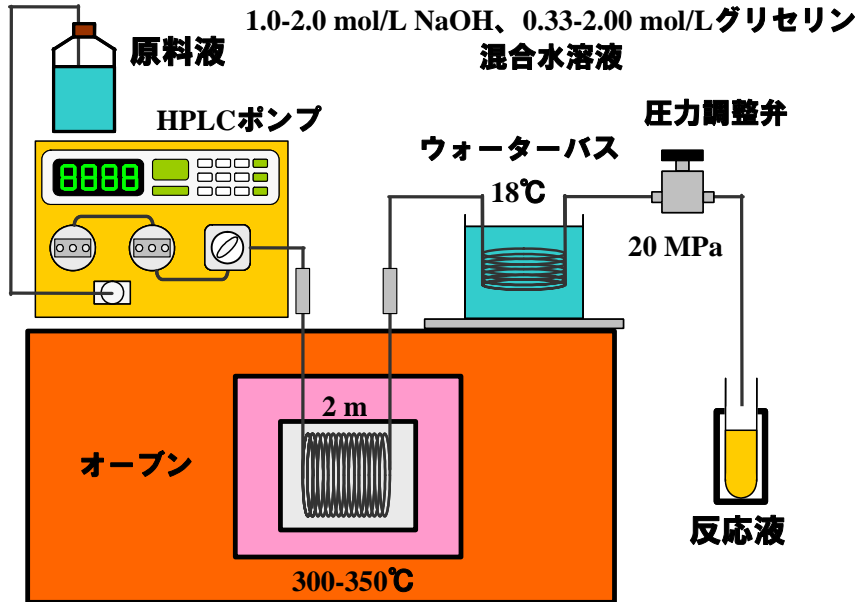 1.0-2.0 mol/L NaOH、0.33-2.00 mol/Lグリセリン
混合水溶液
原料液
HPLCポンプ
8888
圧力調整弁
ウォーターバス
18℃
20 MPa
2 m
オーブン
300-350℃
反応液